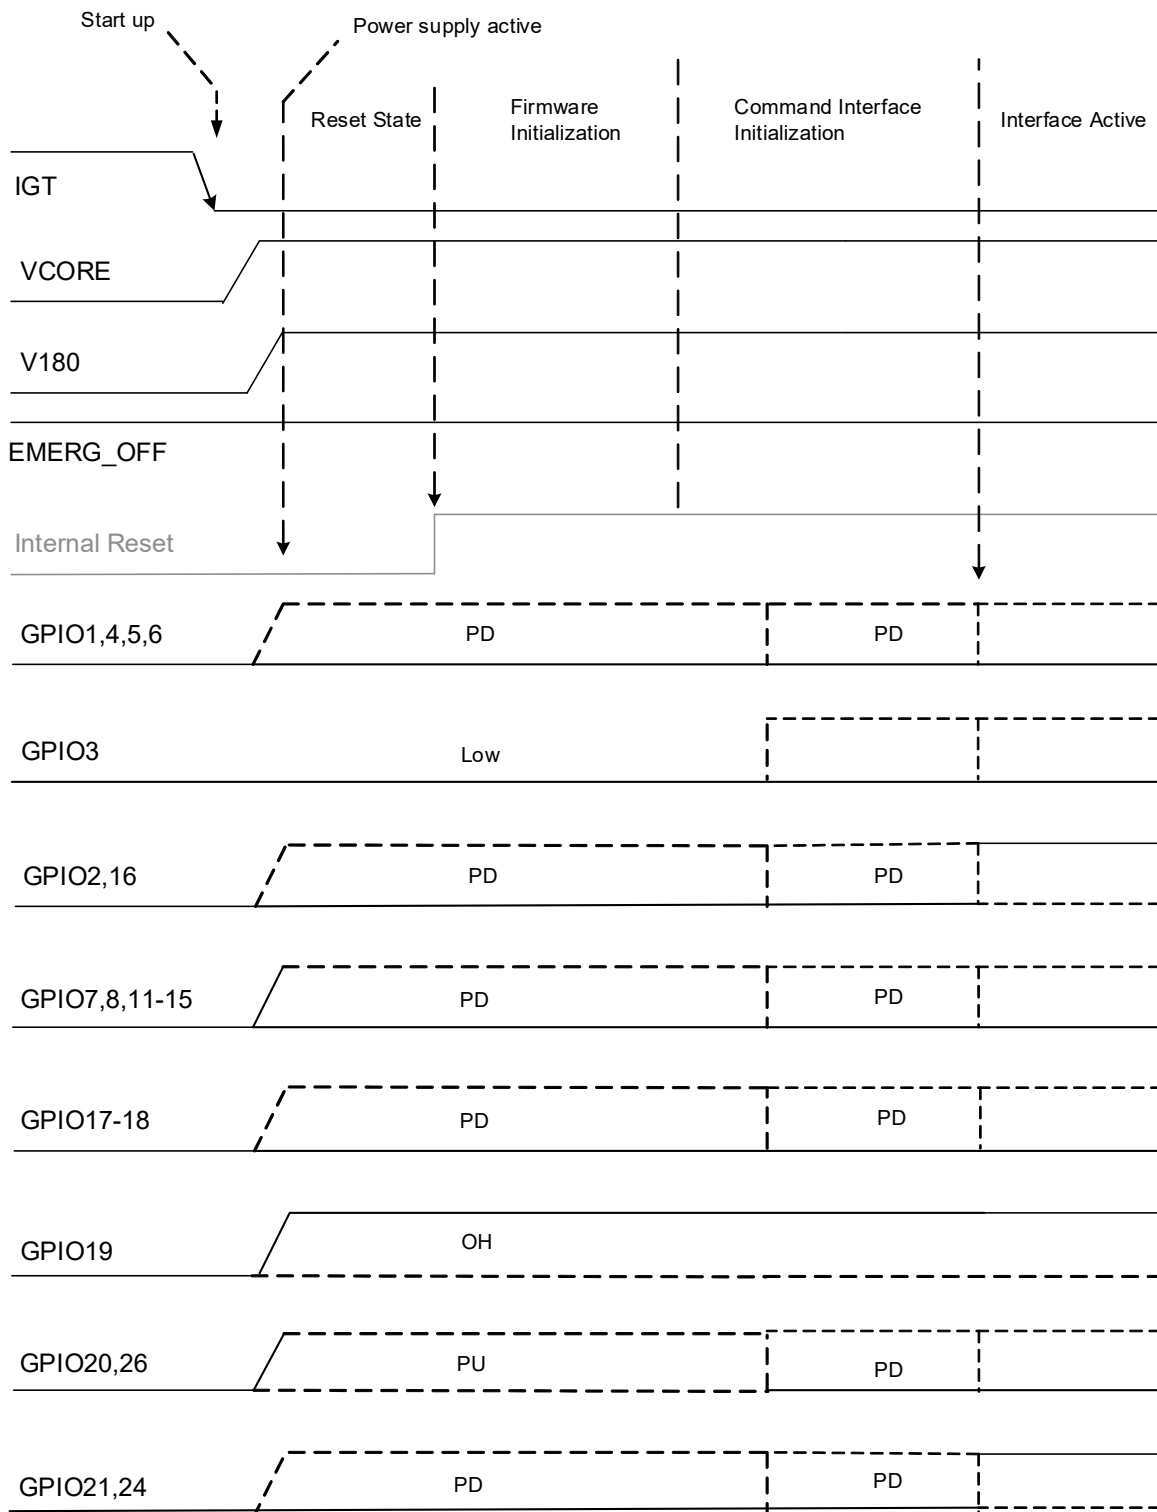 Start up
Power supply active
Reset State
Firmware
Initialization
Command Interface
Initialization
Interface Active
IGT
VCORE
V180
EMERG_OFF
Internal Reset
GPIO1,4,5,6
PD
PD
GPIO3
Low
GPIO2,16
PD
PD
GPIO7,8,11-15
PD
PD
GPIO17-18
PD
PD
GPIO19
OH
GPIO20,26
PU
PD
GPIO21,24
PD
PD